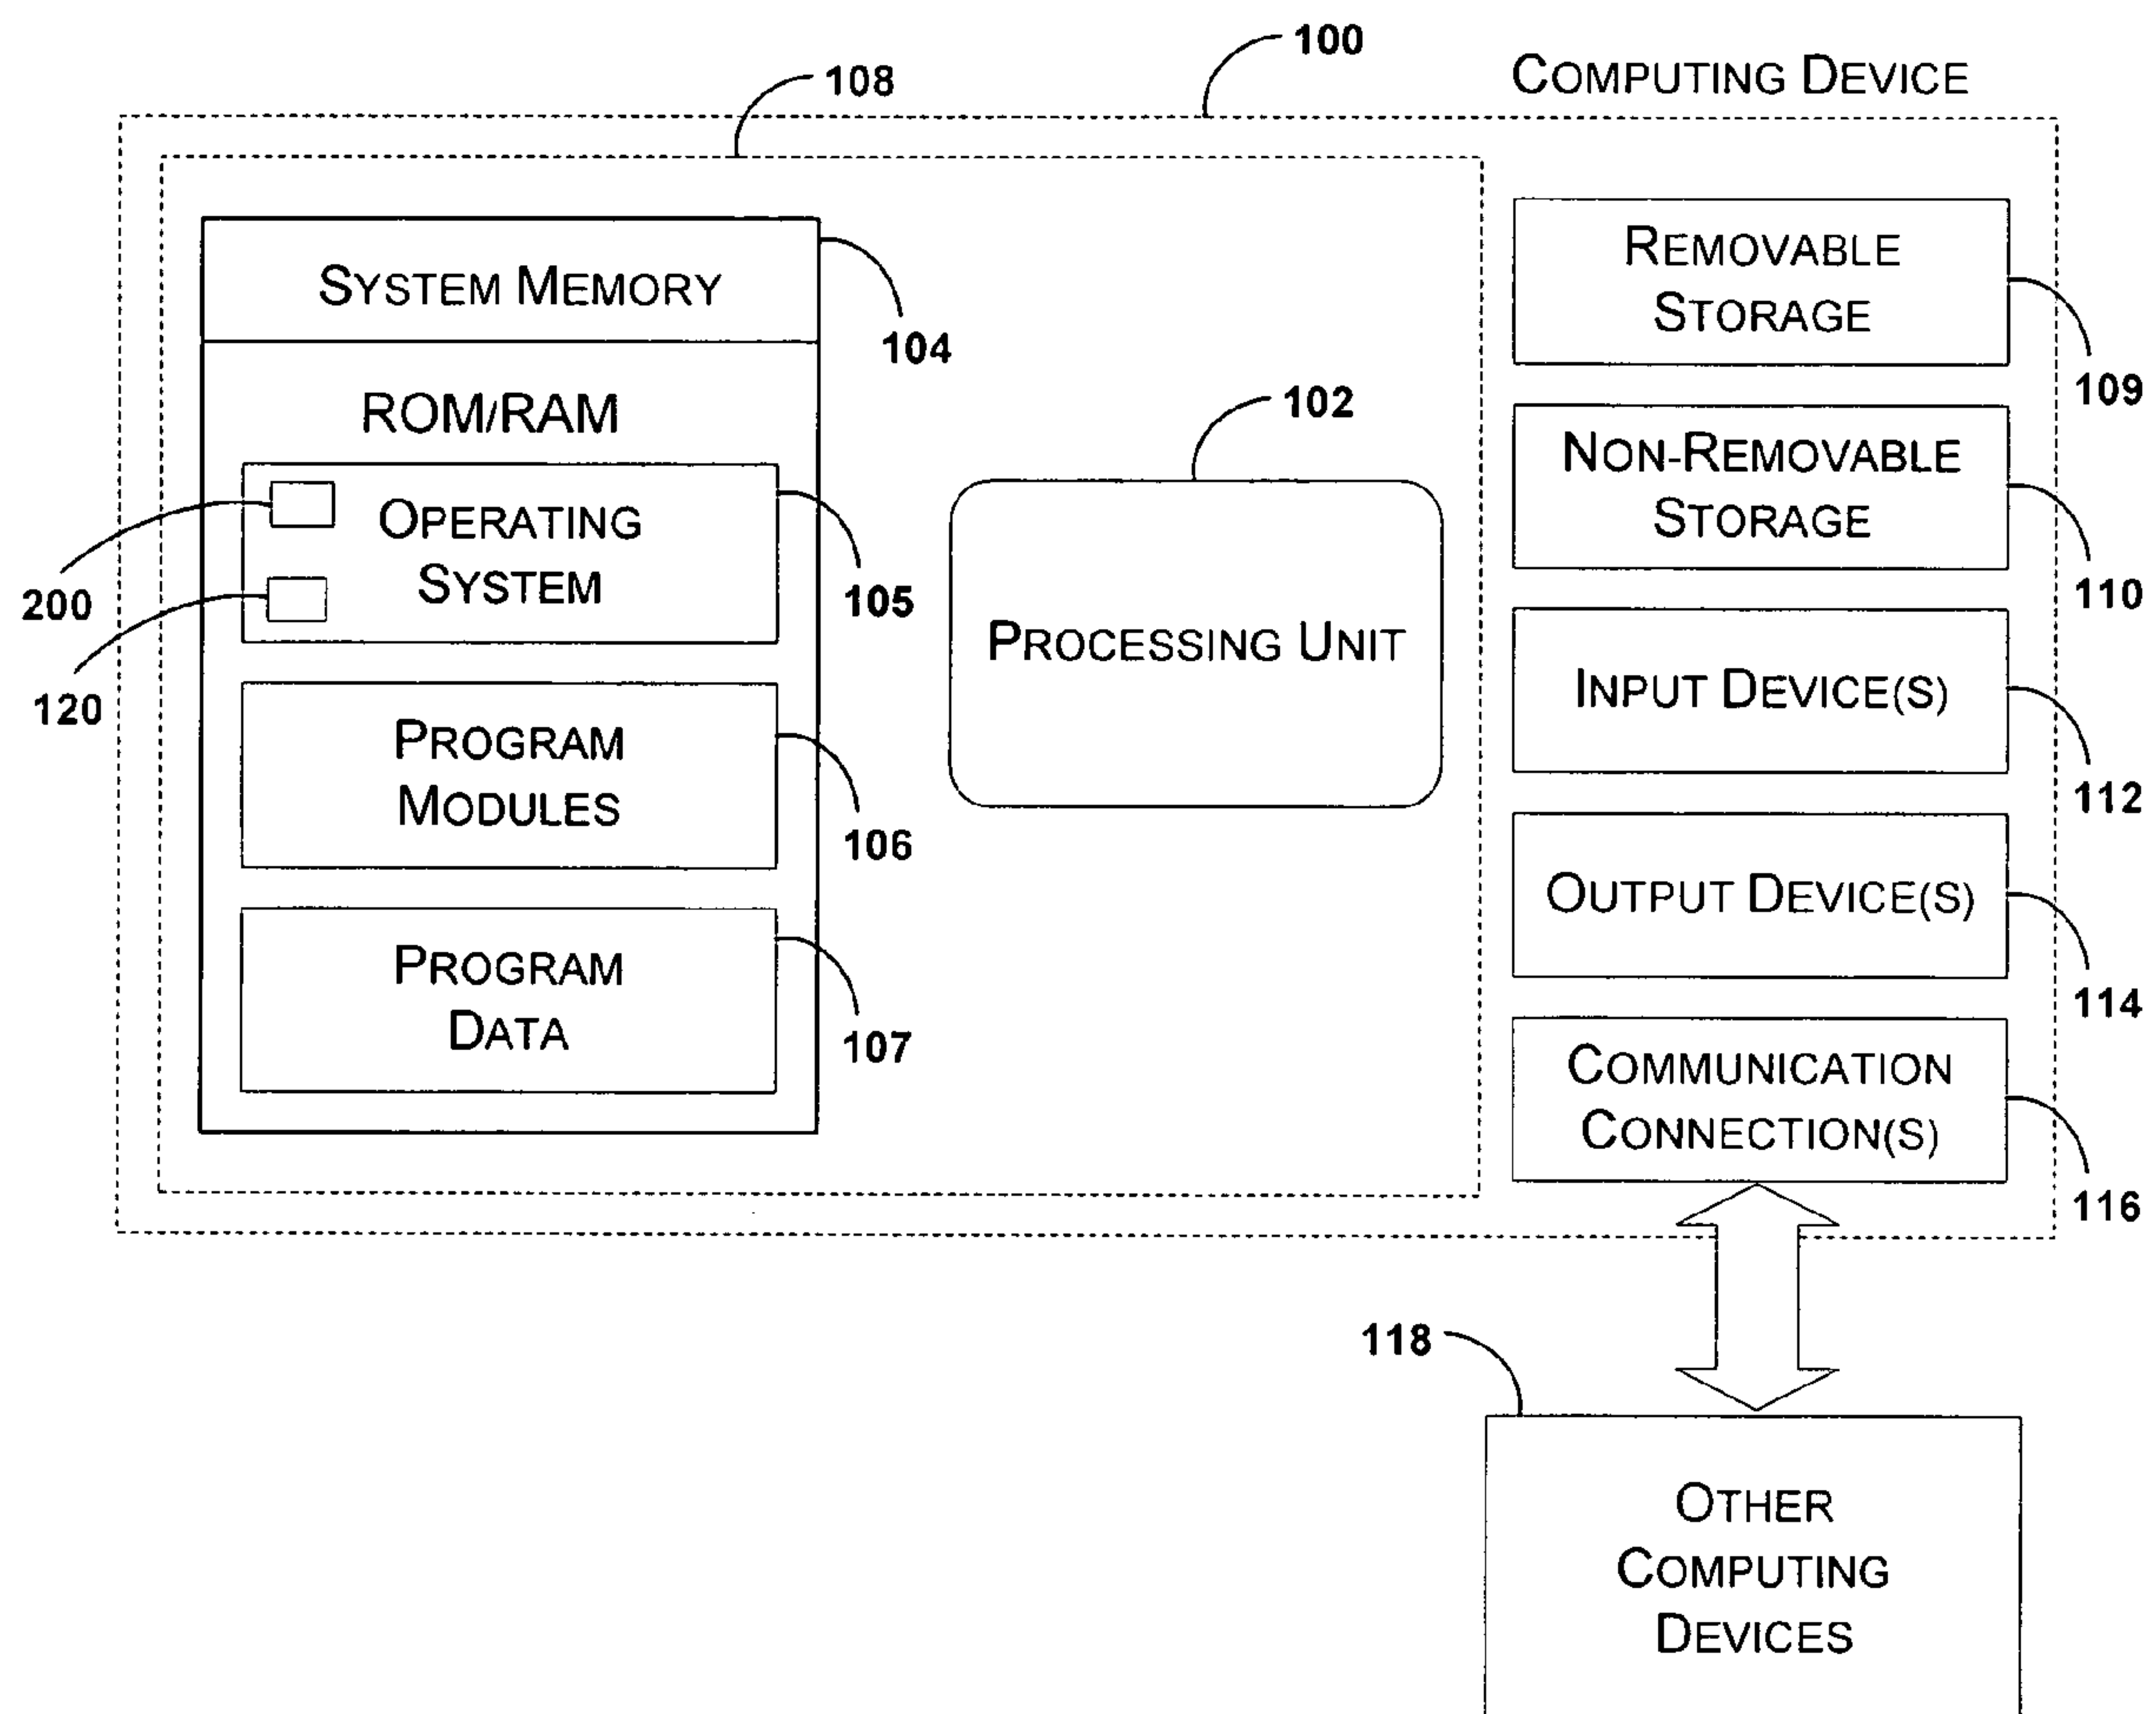 100
COMPUTING DEVICE
108
SYSTEM MEMORY
104
ROM/RAM
OPERATING
SYSTEM
105
200
120
PROGRAM
MODULES
106
PROGRAM
DATA
107
102
PROCESSING UNIT
REMOVABLE
STORAGE
109
NON-REMOVABLE
STORAGE
110
INPUT DEVICE(S)
112
OUTPUT DEVICE(S)
114
COMMUNICATION
CONNECTION(S)
116
118
OTHER
COMPUTING
DEVICES